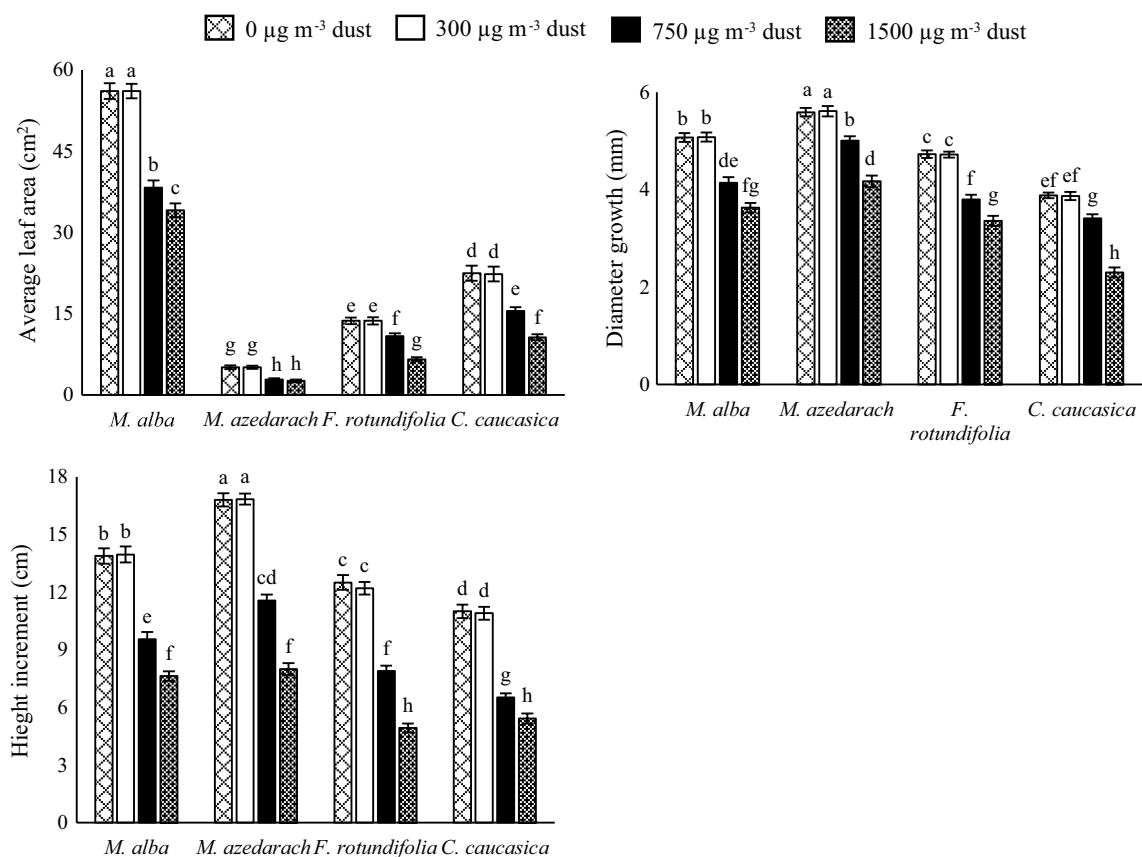 0 µg m-3 dust 300 µg m-3 dust 750 µg m-3 dust 1500 µg m-3 dust
Average leaf area (cm2)
60
45
30
15
0
a a b c g g h h e e f g d d e f
M. alba M. azedarach F. rotundifolia C. caucasica
Diameter growth (mm)
6
4
2
0
b b de fg a a b d c c f g ef ef g h
M. alba M. azedarach F. rotundifolia C. caucasica
Hieght increment (cm)
18
15
12
9
6
3
0
b b e f a a cd f c c f h d d g h
M. alba M. azedarach F. rotundifolia C. caucasica